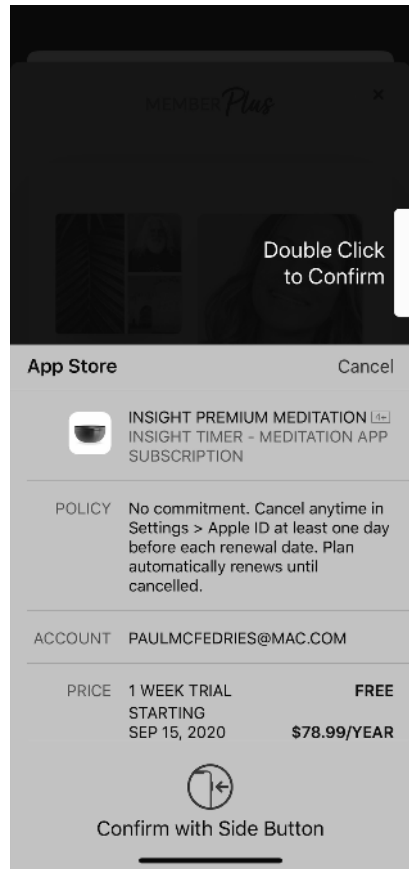 MEMBER Plus
×
Double Click
to Confirm
App Store Cancel
INSIGHT PREMIUM MEDITATION 4+
INSIGHT TIMER – MEDITATION APP
SUBSCRIPTION
POLICY No commitment. Cancel anytime in
Settings > Apple ID at least one day
before each renewal date. Plan
automatically renews until
cancelled.
ACCOUNT PAULMCFEDRIES@MAC.COM
PRICE 1 WEEK TRIAL FREE
STARTING
SEP 15, 2020 $78.99/YEAR
Confirm with Side Button